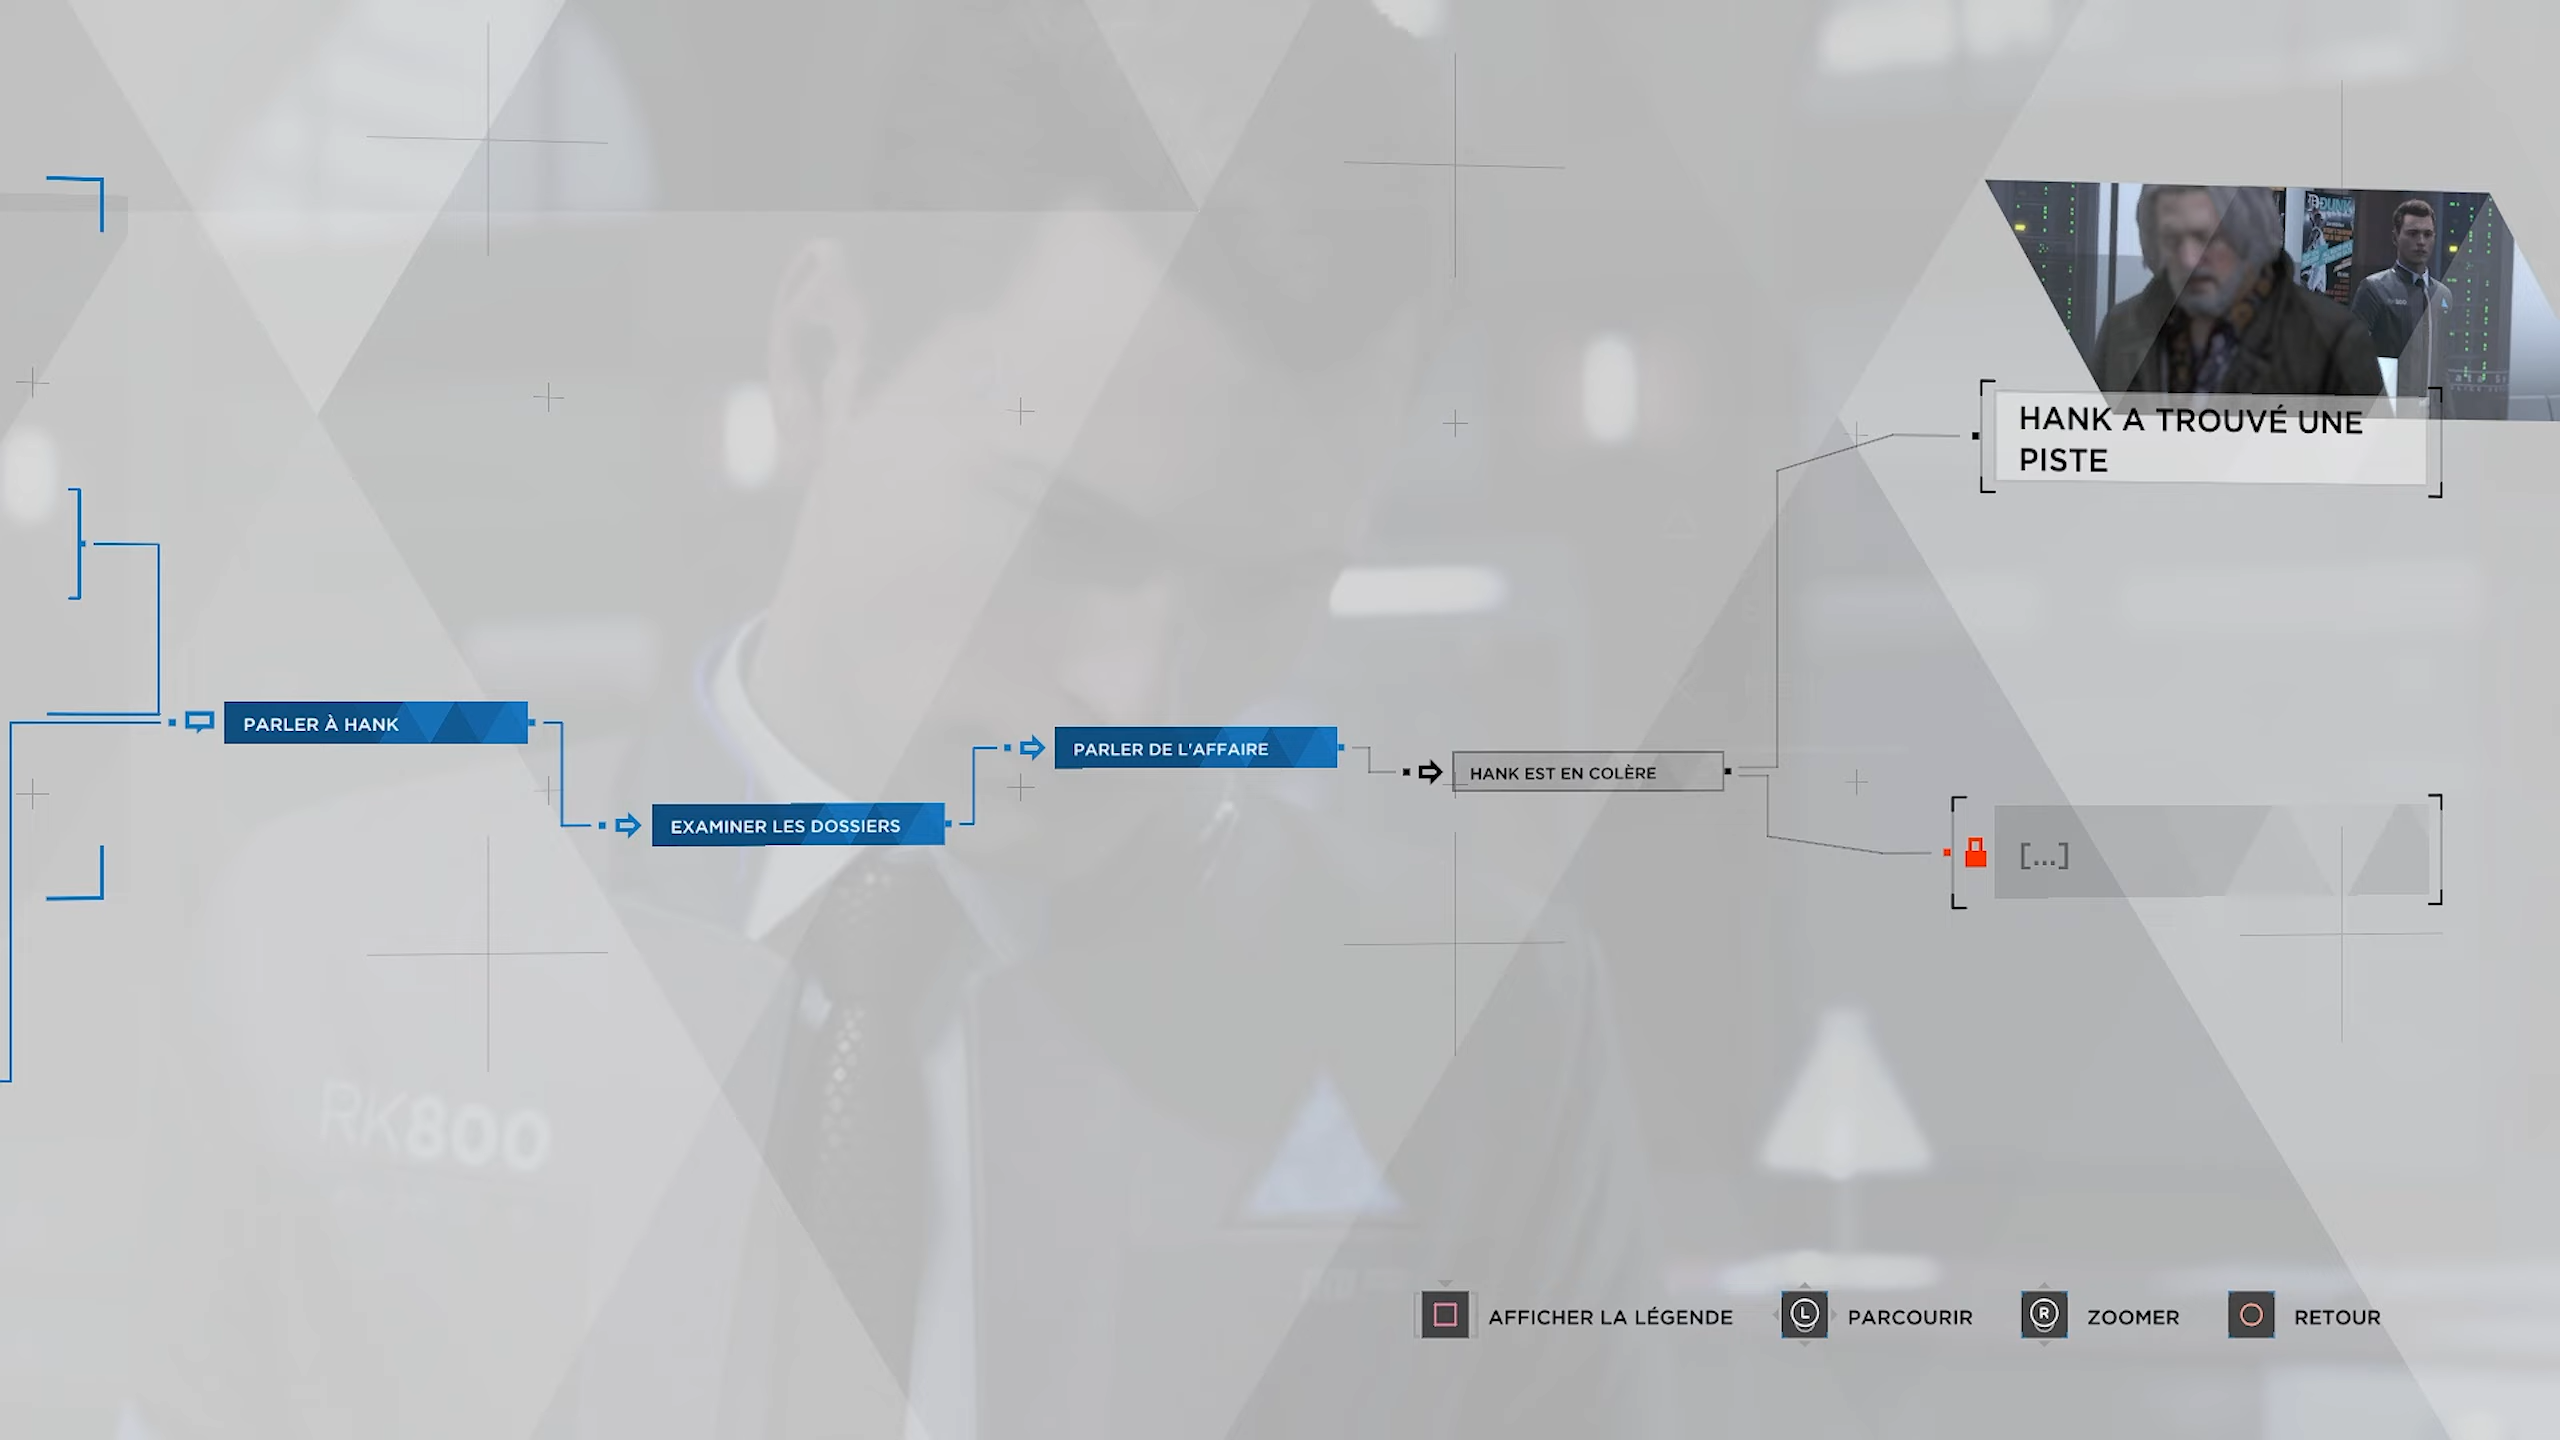 HANK A TROUVÉ UNE
PISTE
PARLER À HANK
EXAMINER LES DOSSIERS
PARLER DE L'AFFAIRE
HANK EST EN COLÈRE
[...]
RK800
AFFICHER LA LÉGENDE
L
PARCOURIR
R
ZOOMER
RETOUR